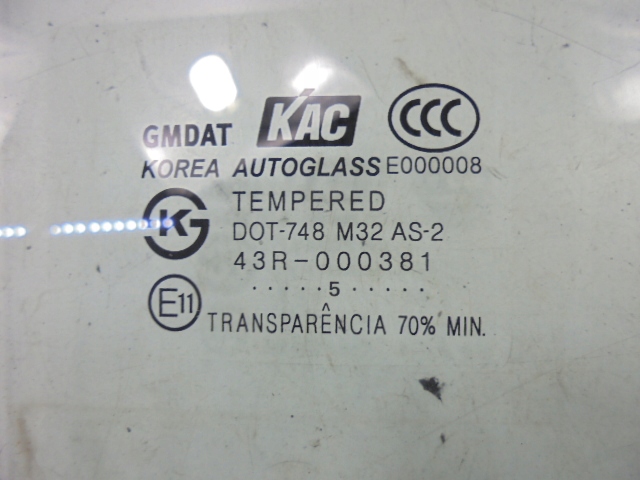 GMDAT KAC CCC
KOREA AUTOGLASS E000008
TEMPERED
K DOT-748 M32 AS-2
43R-000381
.....5.....
E11 TRANSPARÊNCIA 70% MIN.